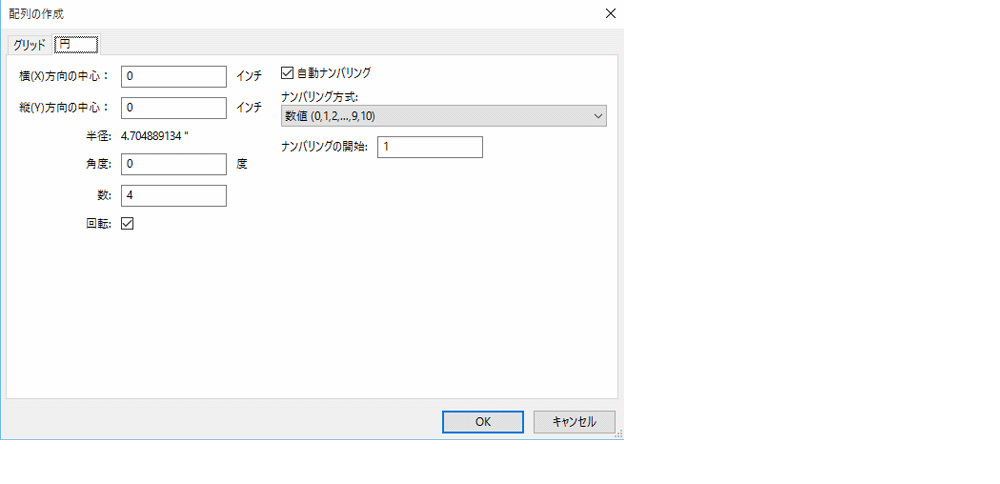 配列の作成
グリッド 円
横(X)方向の中心： 0 インチ
縦(Y)方向の中心： 0 インチ
半径: 4.704889134 "
角度: 0 度
数: 4
回転:
自動ナンバリング
ナンバリング方式:
数値 (0,1,2,...,9,10)
ナンバリングの開始: 1
OK キャンセル